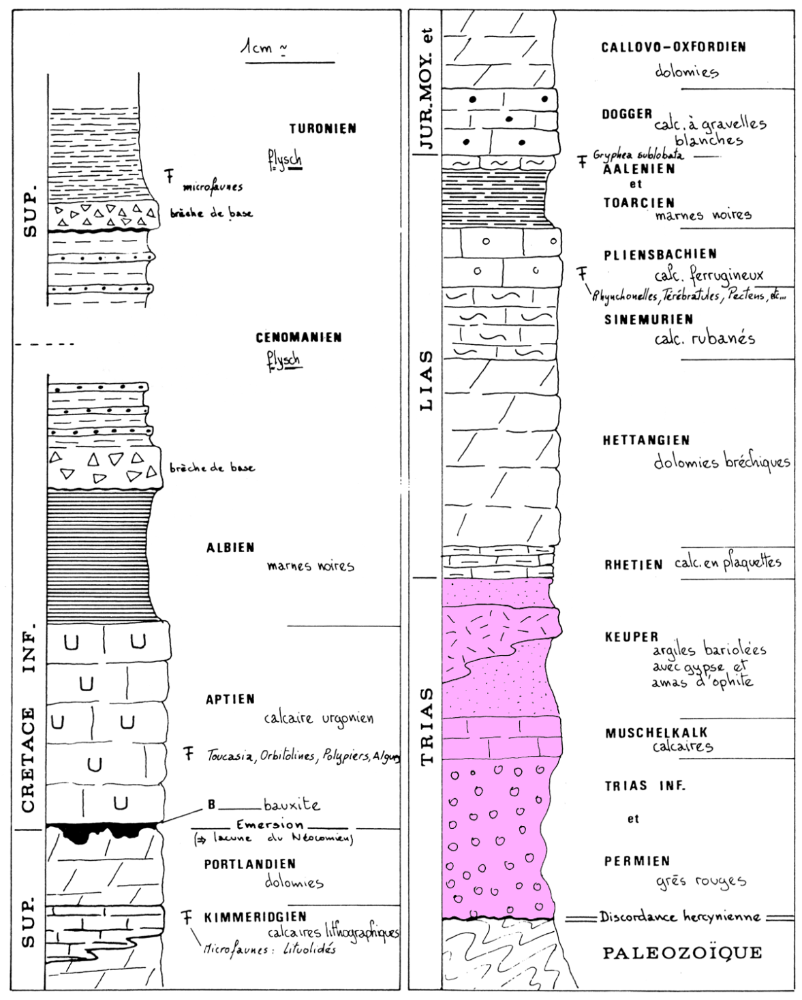 1cm ~
SUP.
TURONIEN
flysch
F microfaunes
brèche de base
CENOMANIEN
flysch
brèche de base
CRETACE INF.
ALBIEN
marnes noires
APTIEN
calcaire urgonien
F Toucasia, Orbitolines, Polypiers, Algues
B bauxite
Emersion
(⇒ lacune du Néocomien)
SUP.
PORTLANDIEN
dolomies
F KIMMERIDGIEN
calcaires lithographiques
Microfaunes: Lituolidés
JUR.MOY. et
CALLOVO-OXFORDIEN
dolomies
DOGGER
calc. à gravelles
blanches
F Gryphea sublobata
AALENIEN
et
TOARCIEN
marnes noires
LIAS
PLIENSBACHIEN
F calc. ferrugineux
Rhynchonelles, Térébratules, Pectens, etc...
SINEMURIEN
calc. rubanés
HETTANGIEN
dolomies bréchiques
RHETIEN calc. en plaquettes
TRIAS
KEUPER
argiles bariolées
avec gypse et
amas d'ophite
MUSCHELKALK
calcaires
TRIAS INF.
et
PERMIEN
grés rouges
Discordance hercynienne
PALEOZOÏQUE